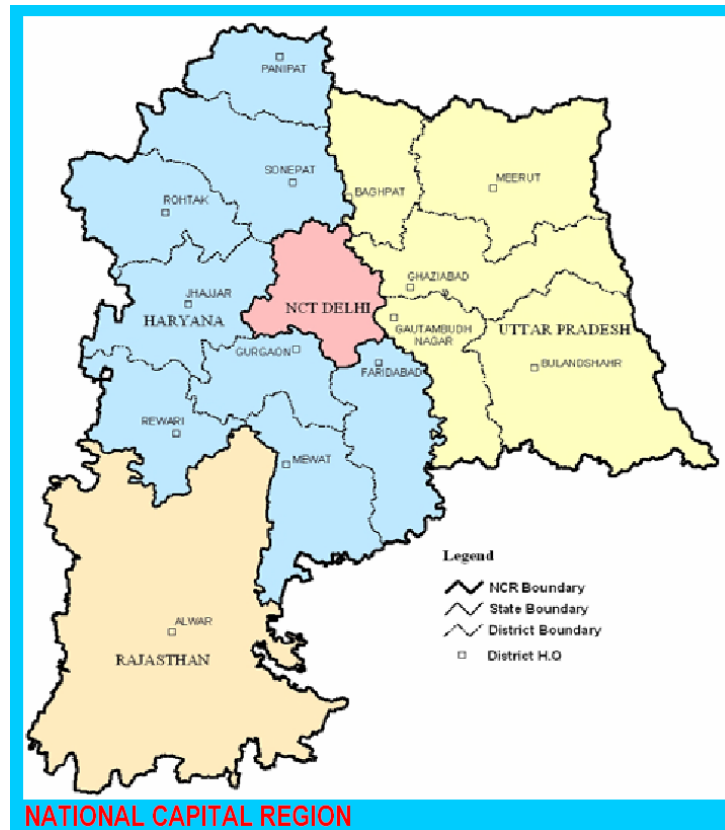 PANIPAT
SONEPAT
BAGHPAT
MEERUT
ROHTAK
GHAZIABAD
JHAJJAR
NCT DELHI
HARYANA
GAUTAMBUDH
NAGAR
UTTAR PRADESH
GURGAON
FARIDABAD
BULANDSHAHR
REWARI
MEWAT
Legend
NCR Boundary
State Boundary
District Boundary
District H.Q
ALWAR
RAJASTHAN
NATIONAL CAPITAL REGION